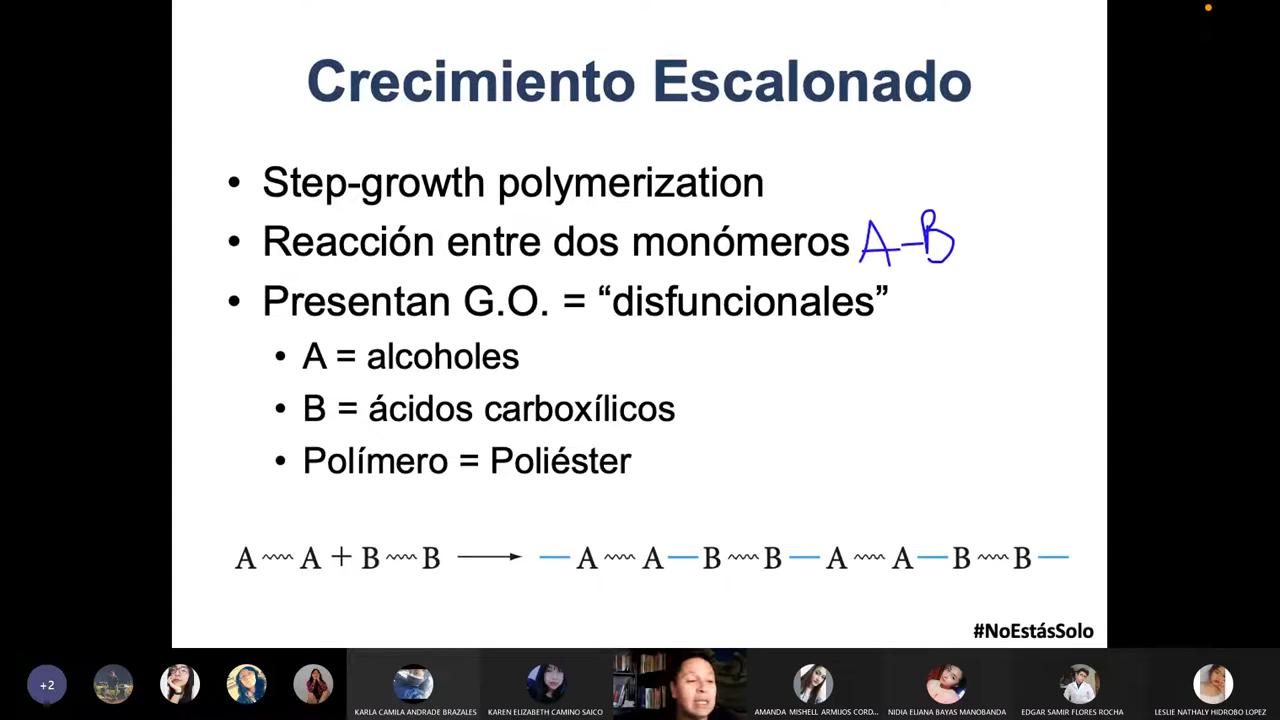 Crecimiento Escalonado
• Step-growth polymerization
• Reacción entre dos monómeros A-B
• Presentan G.O. = “disfuncionales”
• A = alcoholes
• B = ácidos carboxílicos
• Polímero = Poliéster
A A + B B → — A A — B B — A A — B B —
#NoEstásSolo
+2
KARLA CAMILA ANDRADE BRAZALES
KAREN ELIZABETH CAMINO SAICO
AMANDA MISHELL ARMIJOS CORD...
NIDIA ELIANA BAYAS MANOBANDA
EDGAR SAMIR FLORES ROCHA
LESLIE NATHALY HIDROBO LOPEZ